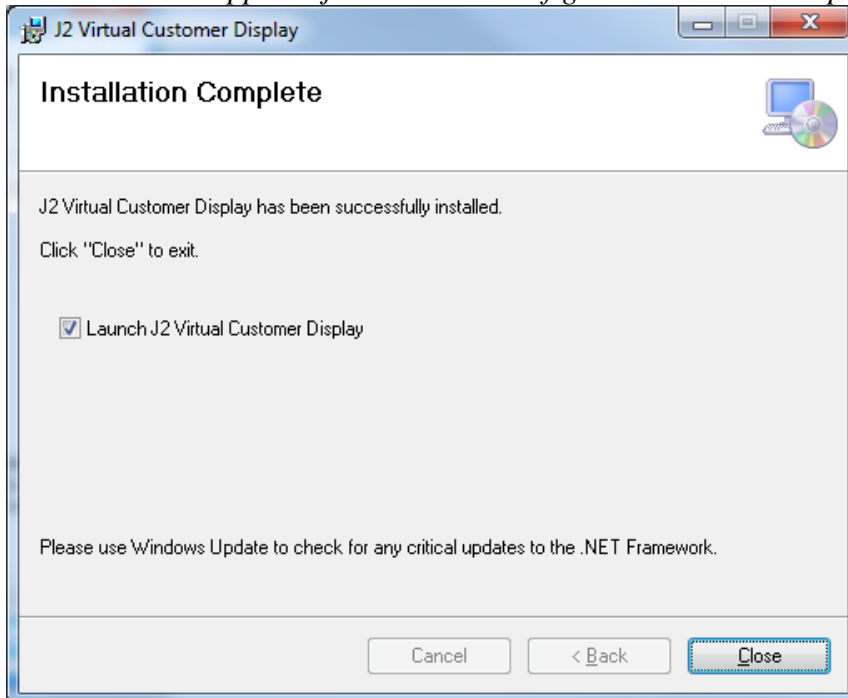 J2 Virtual Customer Display
Installation Complete
J2 Virtual Customer Display has been successfully installed.
Click "Close" to exit.
Launch J2 Virtual Customer Display
Please use Windows Update to check for any critical updates to the .NET Framework.
Cancel
< Back
Close